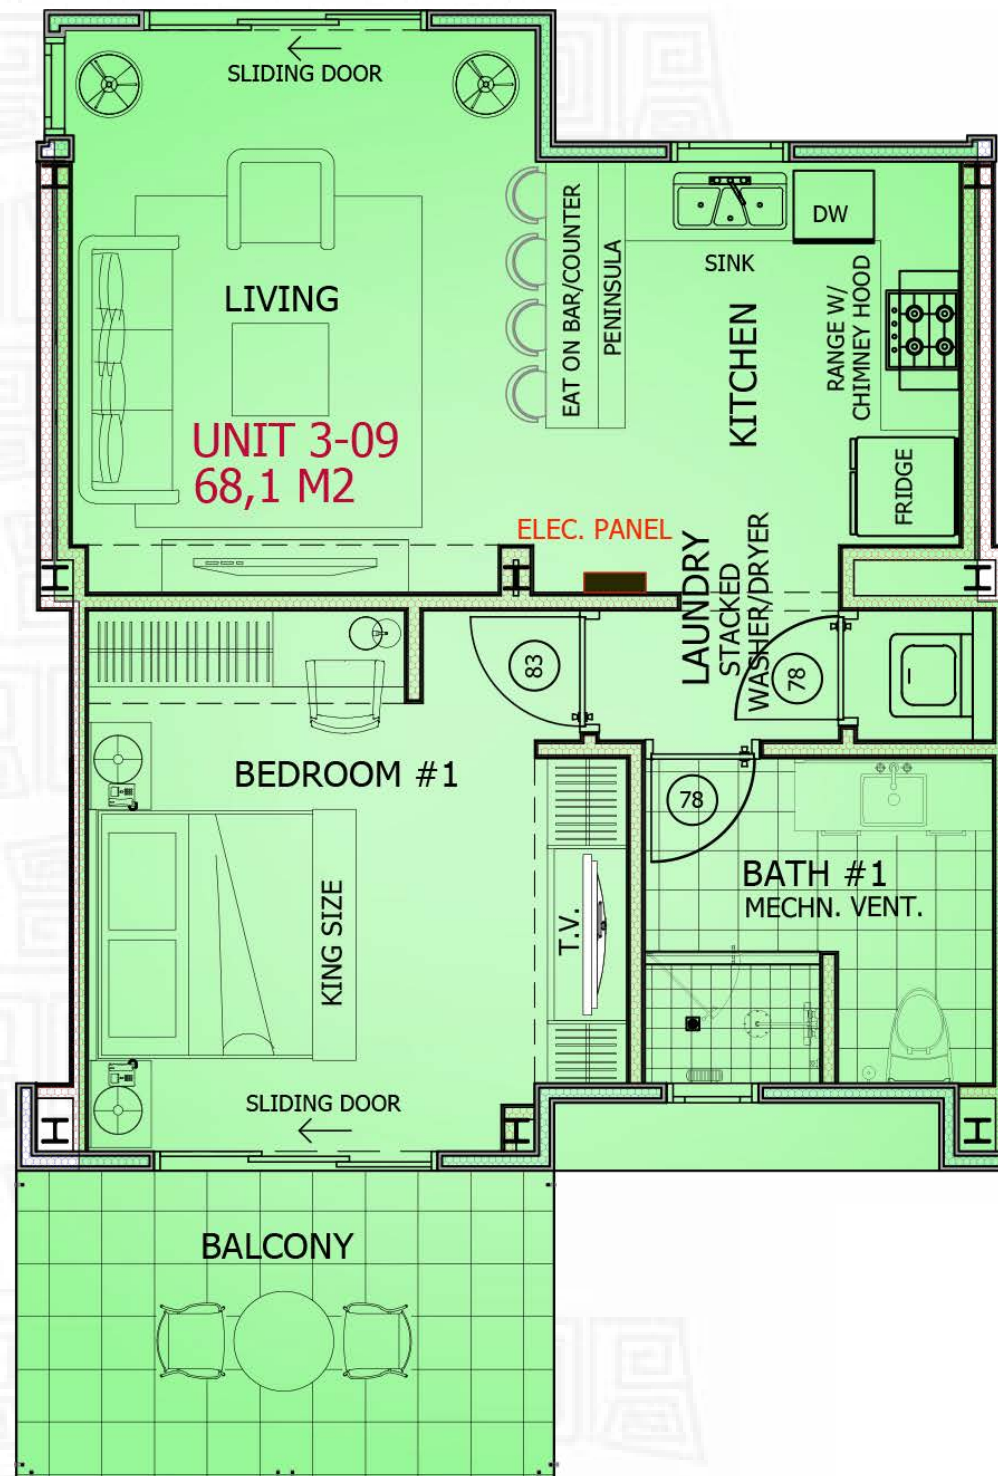 SLIDING DOOR
LIVING
UNIT 3-09
68,1 M2
EAT ON BAR/COUNTER
PENINSULA
SINK
DW
KITCHEN
RANGE W/
CHIMNEY HOOD
FRIDGE
ELEC. PANEL
LAUNDRY
STACKED
WASHER/DRYER
83
78
BEDROOM #1
78
KING SIZE
T.V.
BATH #1
MECHN. VENT.
SLIDING DOOR
BALCONY